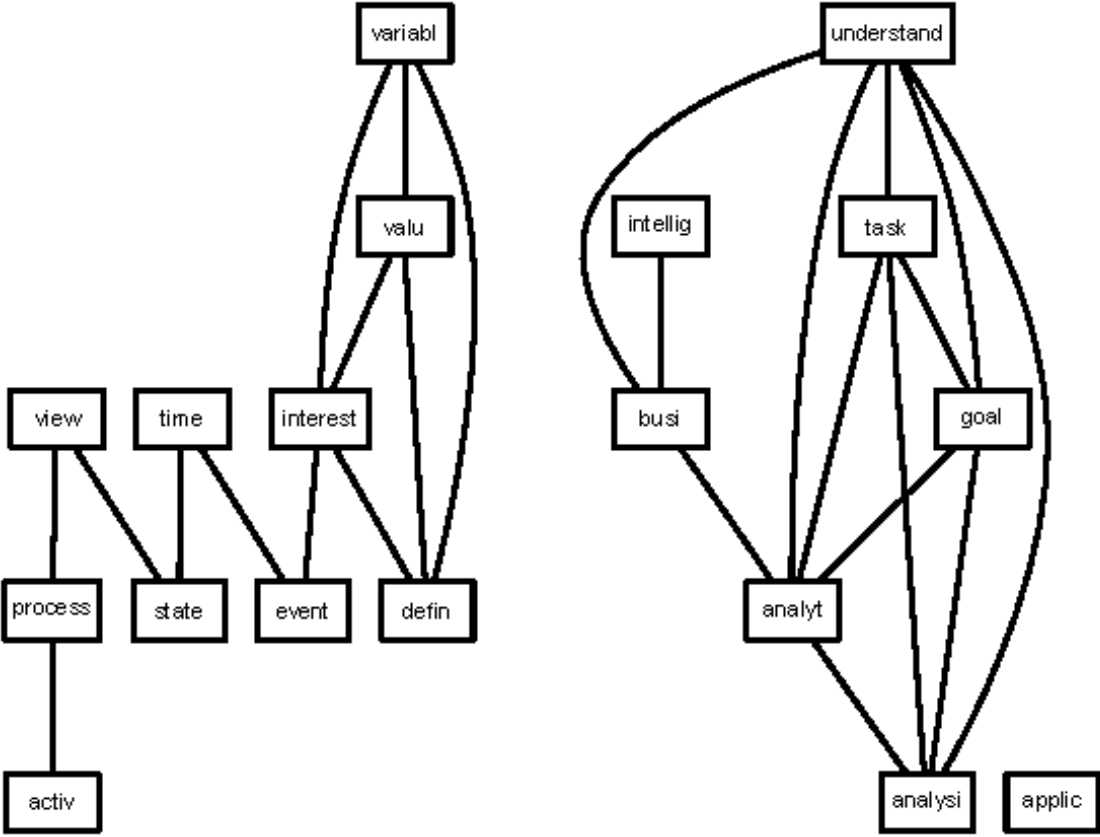 variabl
understand
valu
intellig
task
view
time
interest
busi
goal
process
state
event
defin
analyt
activ
analysi
applic